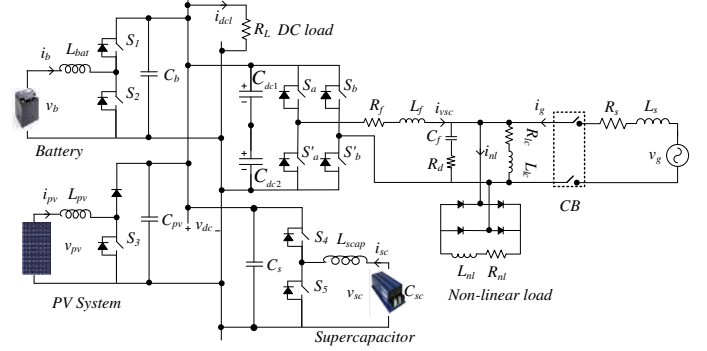 i_dcl
R_L DC load
S_1
i_b L_bat
C_b
S_2
v_b
Battery
C_dc1
S_a S_b
C_dc2
S'_a S'_b
R_f L_f i_vsc
C_f
R_d
i_nl
R_lc
L_lc
i_g
CB
R_s L_s
v_g
i_pv L_pv
C_pv
S_3
v_pv
PV System
+ v_dc -
C_s
S_4
L_scap i_sc
S_5
v_sc C_sc
Supercapacitor
L_nl R_nl
Non-linear load